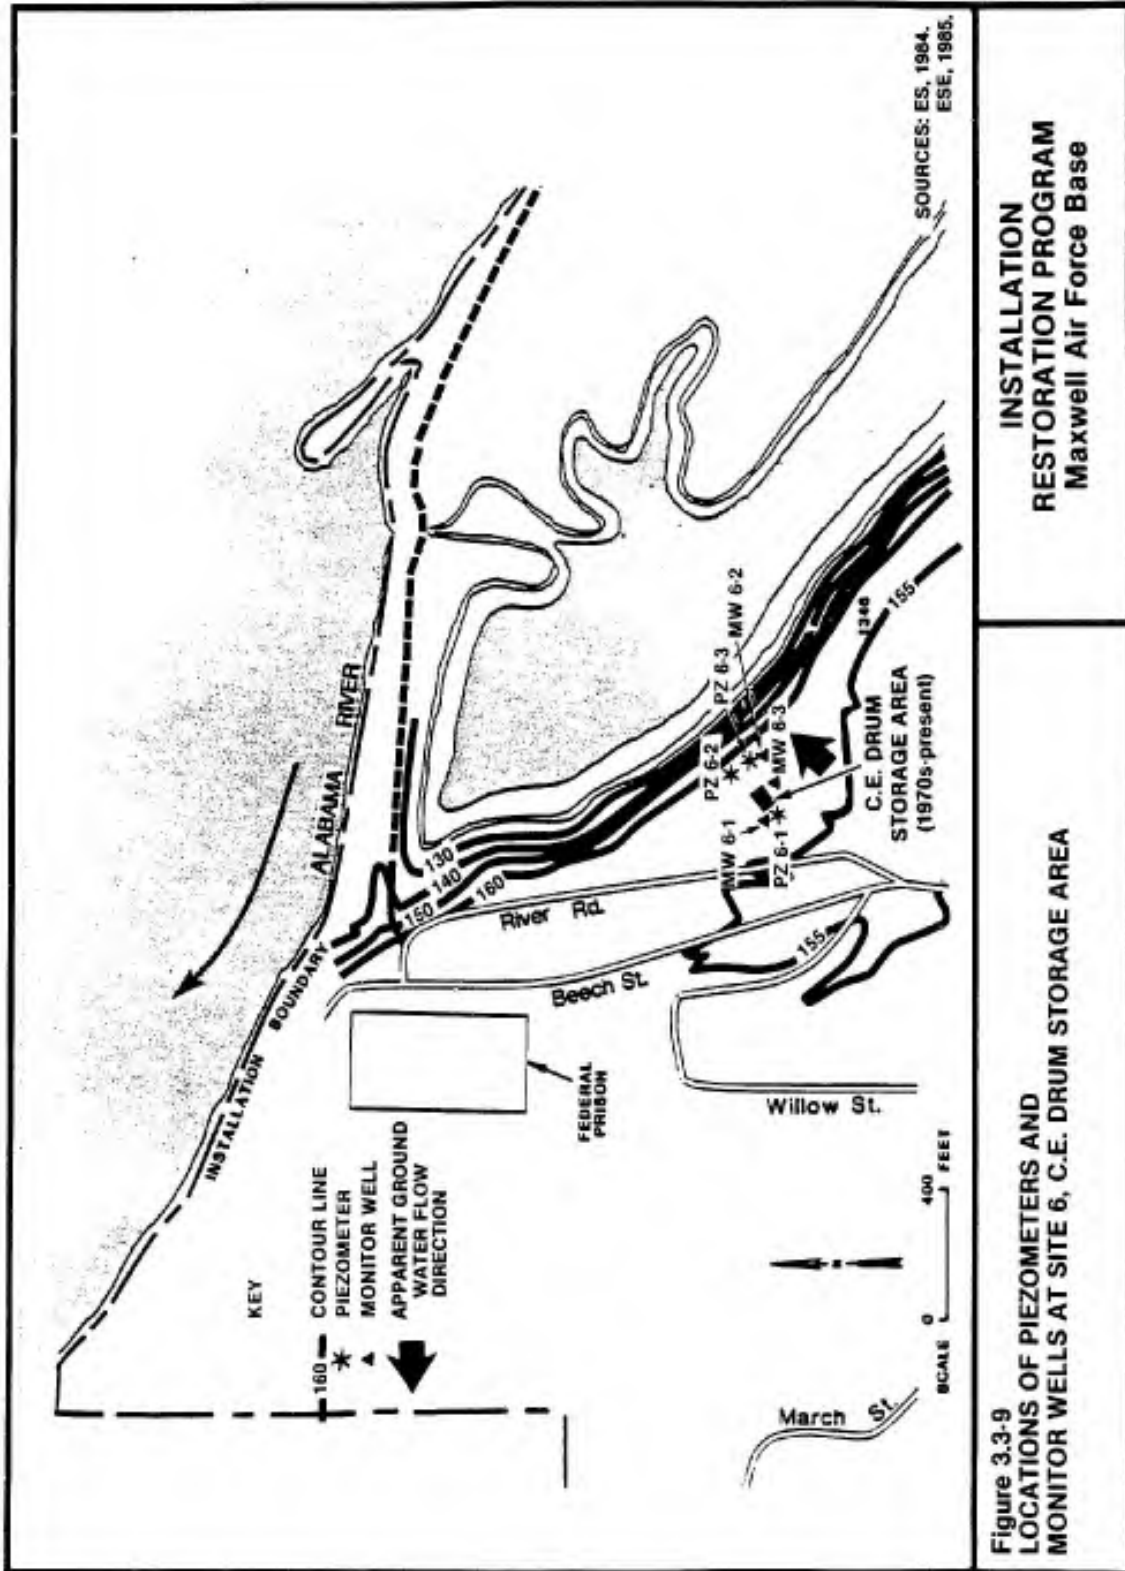 KEY
160 CONTOUR LINE
PIEZOMETER
MONITOR WELL
APPARENT GROUND
WATER FLOW
DIRECTION
INSTALLATION BOUNDARY
ALABAMA RIVER
FEDERAL
PRISON
130
140
150
160
River Rd.
Beech St.
Willow St.
March St.
155
155
1346
MW 6-1
PZ 6-1
PZ 6-2
PZ 6-3
MW 6-2
MW 6-3
C.E. DRUM
STORAGE AREA
(1970s-present)
SCALE 0 400 FEET
SOURCES: ES, 1984.
ESE, 1985.
Figure 3.3-9
LOCATIONS OF PIEZOMETERS AND
MONITOR WELLS AT SITE 6, C.E. DRUM STORAGE AREA
INSTALLATION
RESTORATION PROGRAM
Maxwell Air Force Base